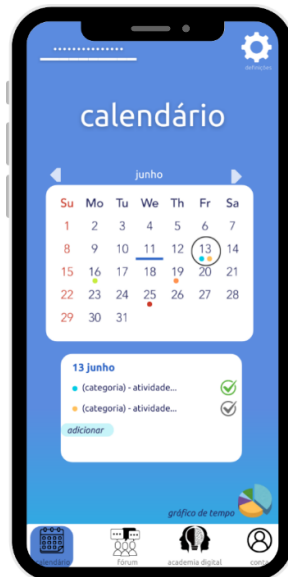 definições
calendário
junho
Su Mo Tu We Th Fr Sa
1 2 3 4 5 6 7
8 9 10 11 12 13 14
15 16 17 18 19 20 21
22 23 24 25 26 27 28
29 30 31
13 junho
(categoria) - atividade...
(categoria) - atividade...
adicionar
gráfico de tempo
calendário fórum academia digital conta